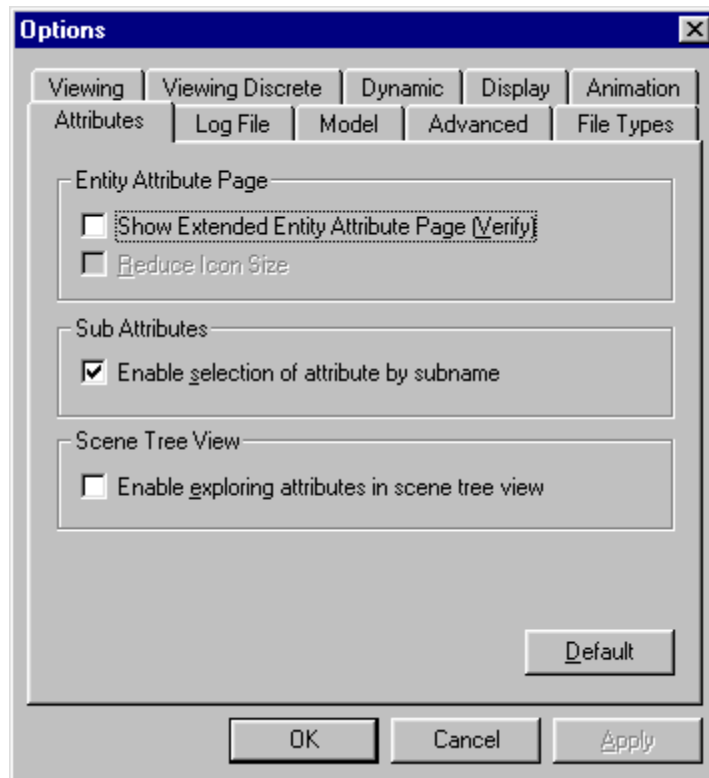 Options
Viewing Viewing Discrete Dynamic Display Animation
Attributes Log File Model Advanced File Types
Entity Attribute Page
Show Extended Entity Attribute Page (Verify)
Reduce Icon Size
Sub Attributes
Enable selection of attribute by subname
Scene Tree View
Enable exploring attributes in scene tree view
Default
OK Cancel Apply